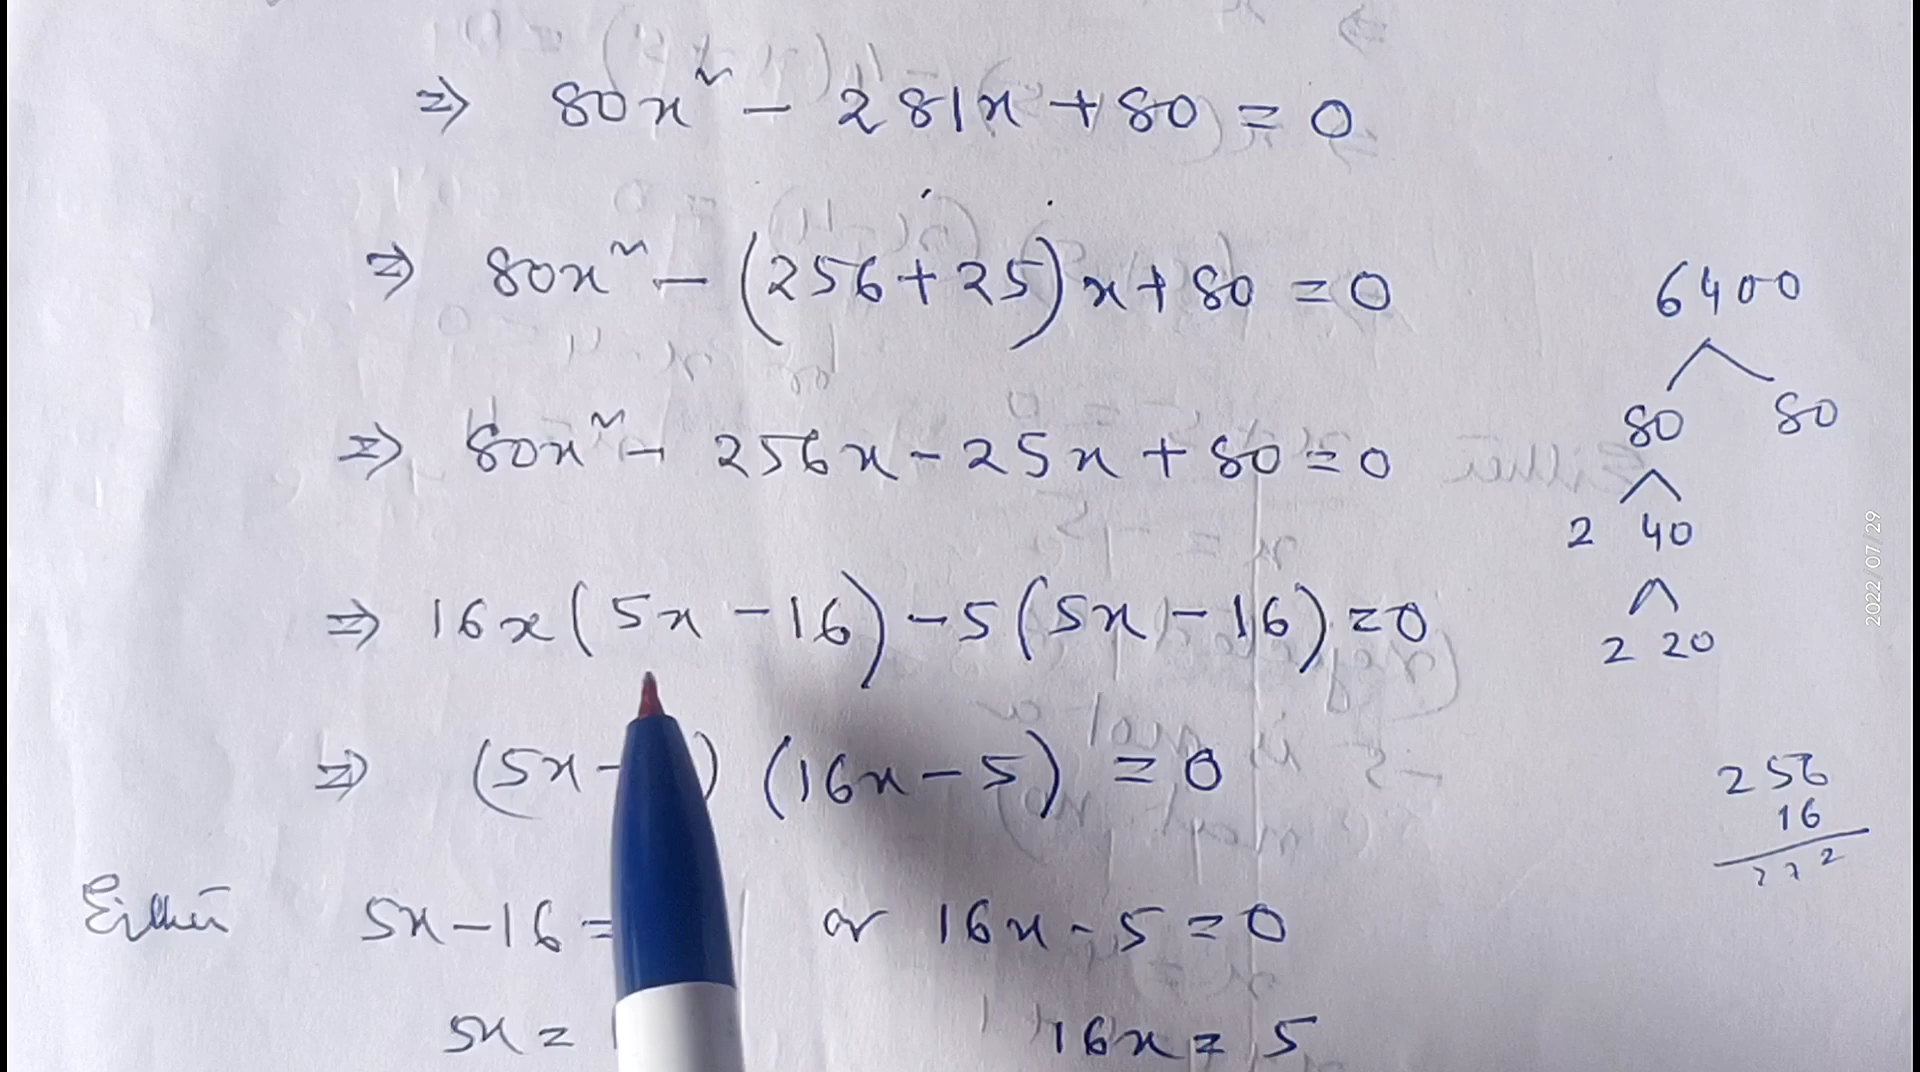 ⇒ 80x² - 281x + 80 = 0
⇒ 80x² - (256 + 25)x + 80 = 0
⇒ 80x² - 256x - 25x + 80 = 0
⇒ 16x(5x - 16) - 5(5x - 16) = 0
⇒ (5x - ) (16x - 5) = 0
Either 5x - 16 = or 16x - 5 = 0
5x = 16x = 5
6400
80 80
2 40
2 20
256
16
272
2022/07/29